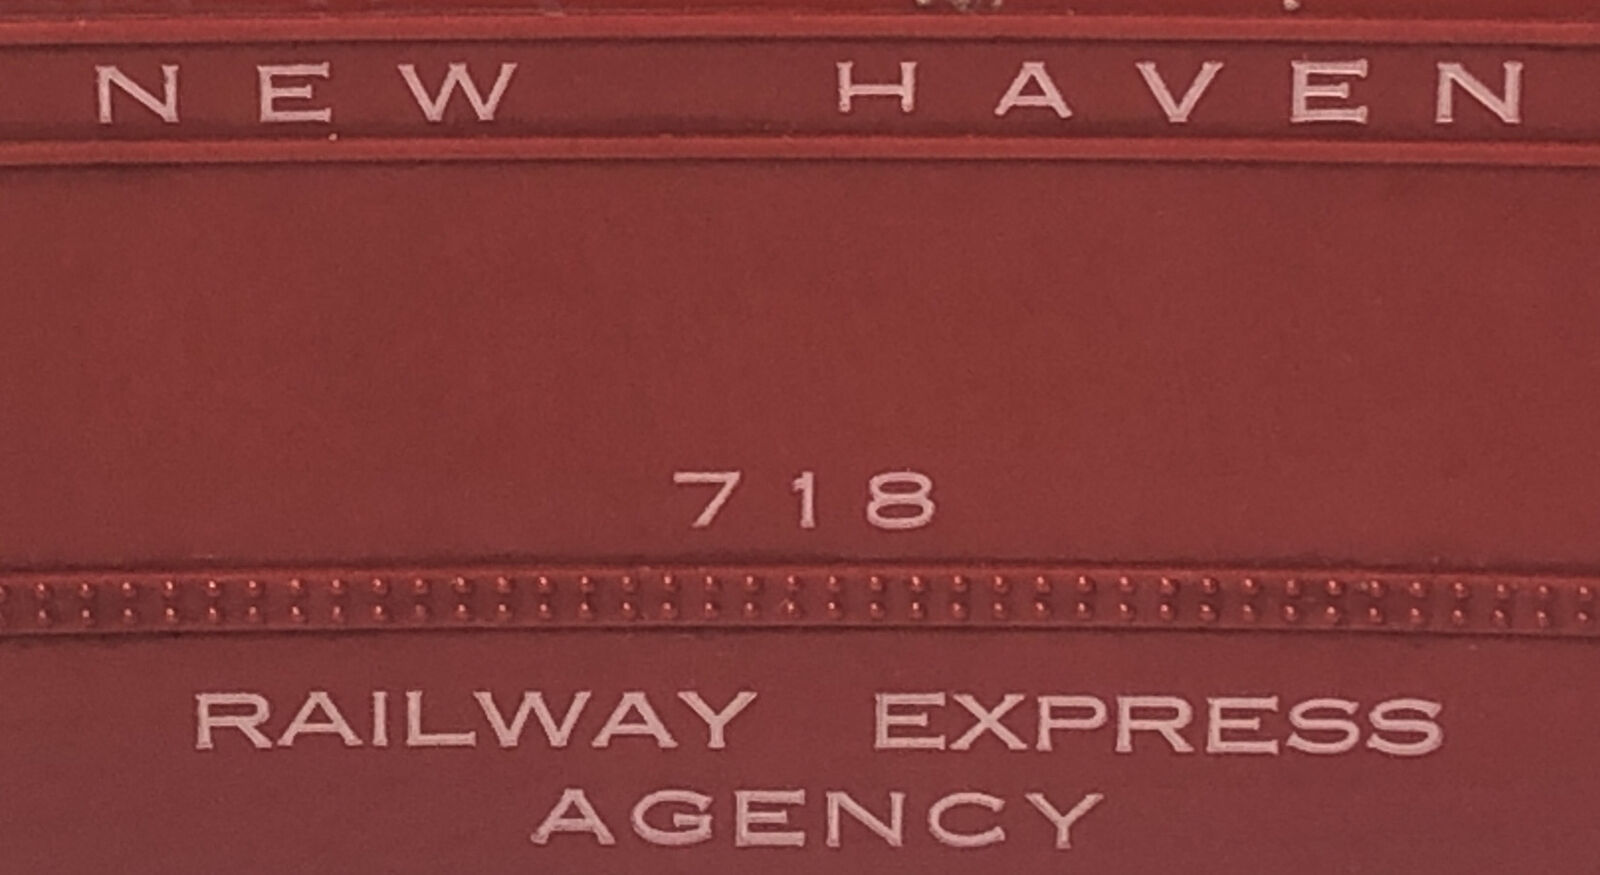 NEW HAVEN
718
RAILWAY EXPRESS
AGENCY